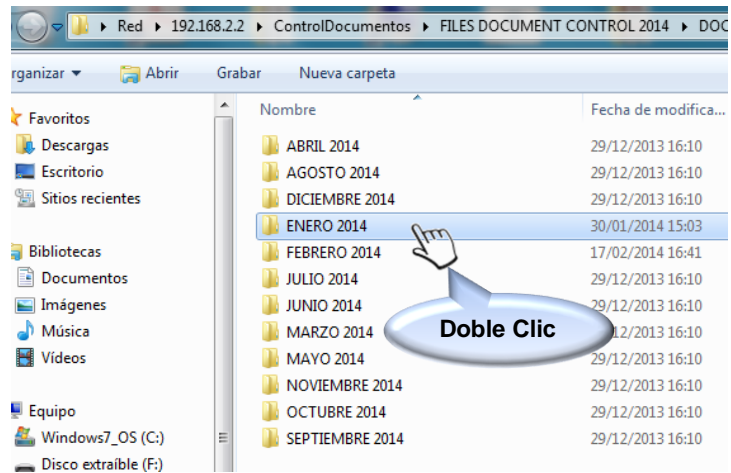 Red ▸ 192.168.2.2 ▸ ControlDocumentos ▸ FILES DOCUMENT CONTROL 2014 ▸ DOC
rganizar Abrir Grabar Nueva carpeta
Nombre Fecha de modifica...
Favoritos
Descargas
Escritorio
Sitios recientes
Bibliotecas
Documentos
Imágenes
Música
Vídeos
Equipo
Windows7_OS (C:)
Disco extraíble (F:)
ABRIL 2014 29/12/2013 16:10
AGOSTO 2014 29/12/2013 16:10
DICIEMBRE 2014 29/12/2013 16:10
ENERO 2014 30/01/2014 15:03
FEBRERO 2014 17/02/2014 16:41
JULIO 2014 29/12/2013 16:10
JUNIO 2014 29/12/2013 16:10
MARZO 2014 12/2013 16:10
MAYO 2014 29/12/2013 16:10
NOVIEMBRE 2014 29/12/2013 16:10
OCTUBRE 2014 29/12/2013 16:10
SEPTIEMBRE 2014 29/12/2013 16:10
Doble Clic